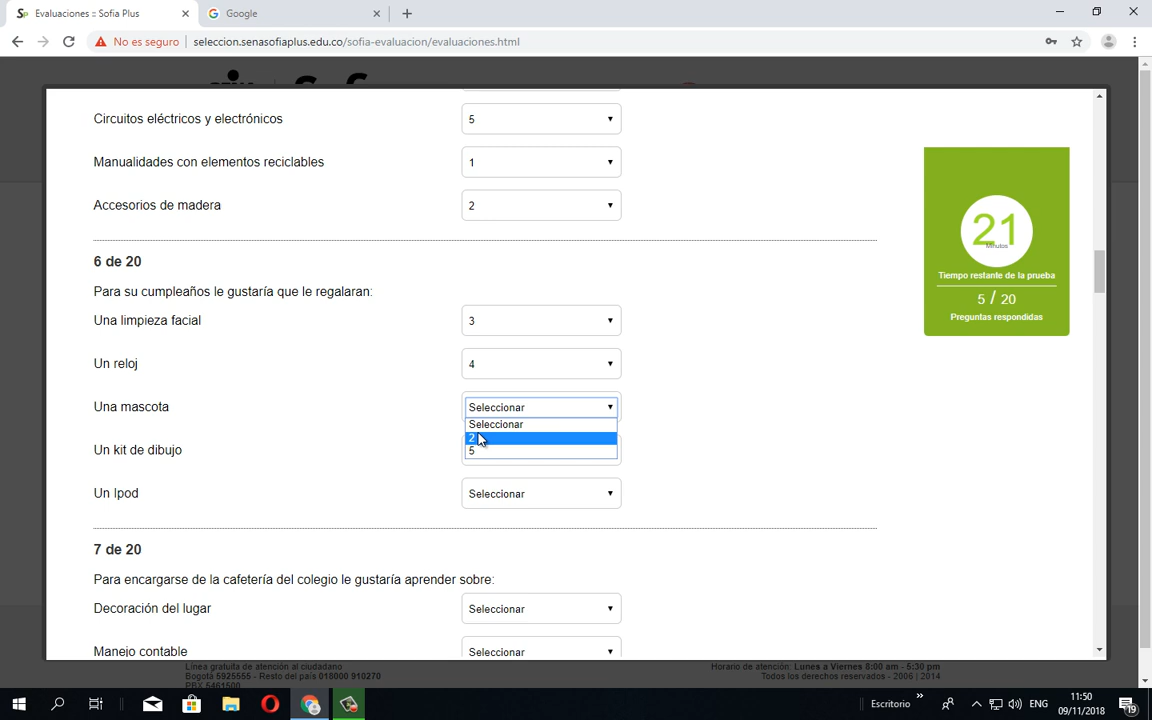 Evaluaciones :: Sofia Plus
Google
No es seguro
seleccion.senasofiaplus.edu.co/sofia-evaluacion/evaluaciones.html
Circuitos eléctricos y electrónicos
5
Manualidades con elementos reciclables
1
Accesorios de madera
2
21
Minutos
Tiempo restante de la prueba
5 / 20
Preguntas respondidas
6 de 20
Para su cumpleaños le gustaría que le regalaran:
Una limpieza facial
3
Un reloj
4
Una mascota
Seleccionar
Seleccionar
2
5
Un kit de dibujo
Un Ipod
Seleccionar
7 de 20
Para encargarse de la cafetería del colegio le gustaría aprender sobre:
Decoración del lugar
Seleccionar
Manejo contable
Seleccionar
Línea gratuita de atención al ciudadano
Bogotá 5925555 - Resto del país 018000 910270
PBX 5461500
Horario de atención: Lunes a Viernes 8:00 am - 5:30 pm
Todos los derechos reservados - 2006 | 2014
Escritorio
ENG
11:50
09/11/2018
19